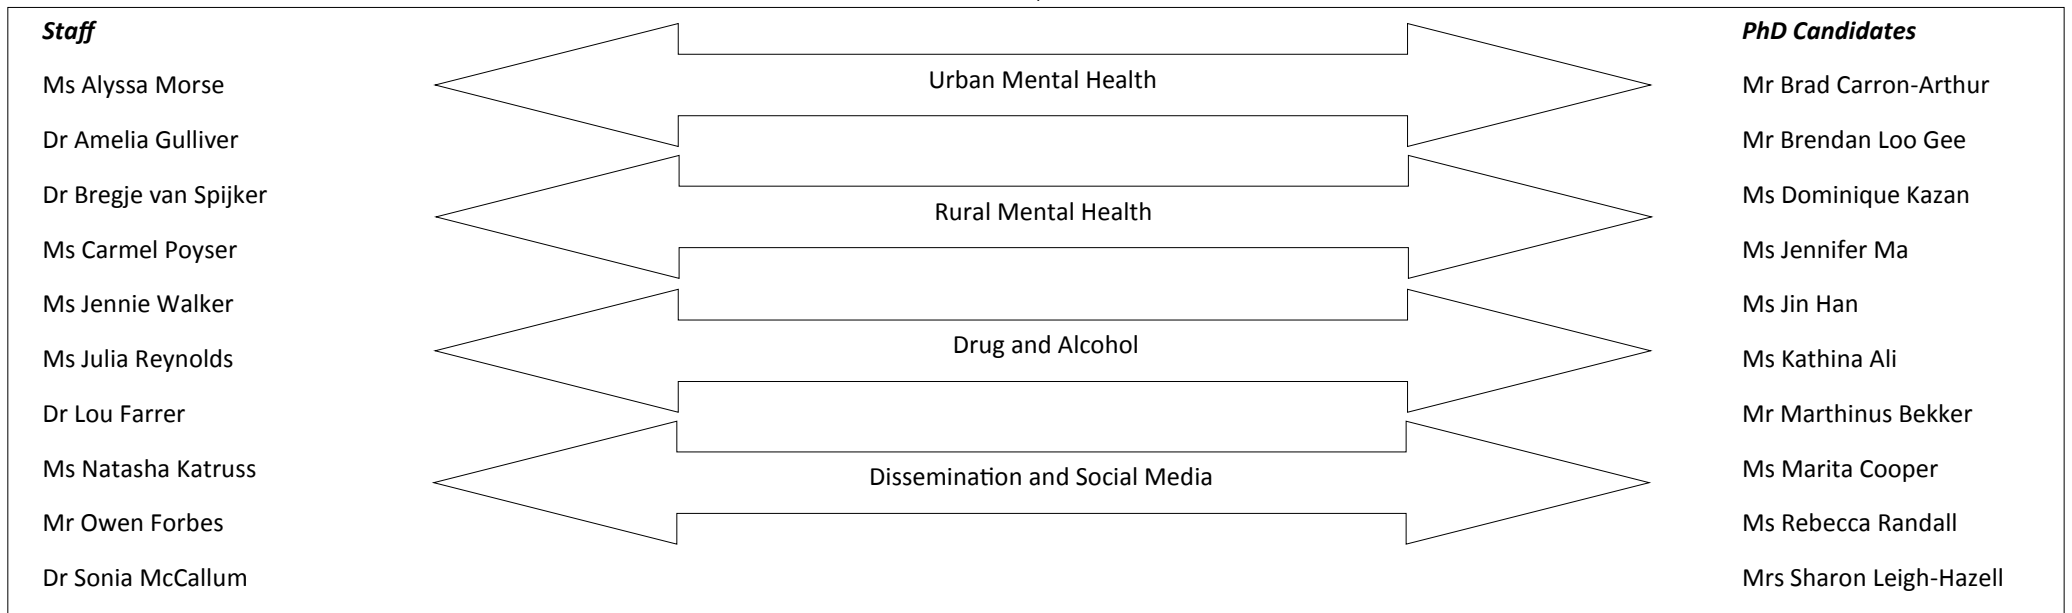 Staff
Ms Alyssa Morse
Dr Amelia Gulliver
Dr Bregje van Spijker
Ms Carmel Poyser
Ms Jennie Walker
Ms Julia Reynolds
Dr Lou Farrer
Ms Natasha Katruss
Mr Owen Forbes
Dr Sonia McCallum
Urban Mental Health
Rural Mental Health
Drug and Alcohol
Dissemination and Social Media
PhD Candidates
Mr Brad Carron-Arthur
Mr Brendan Loo Gee
Ms Dominique Kazan
Ms Jennifer Ma
Ms Jin Han
Ms Kathina Ali
Mr Marthinus Bekker
Ms Marita Cooper
Ms Rebecca Randall
Mrs Sharon Leigh-Hazell